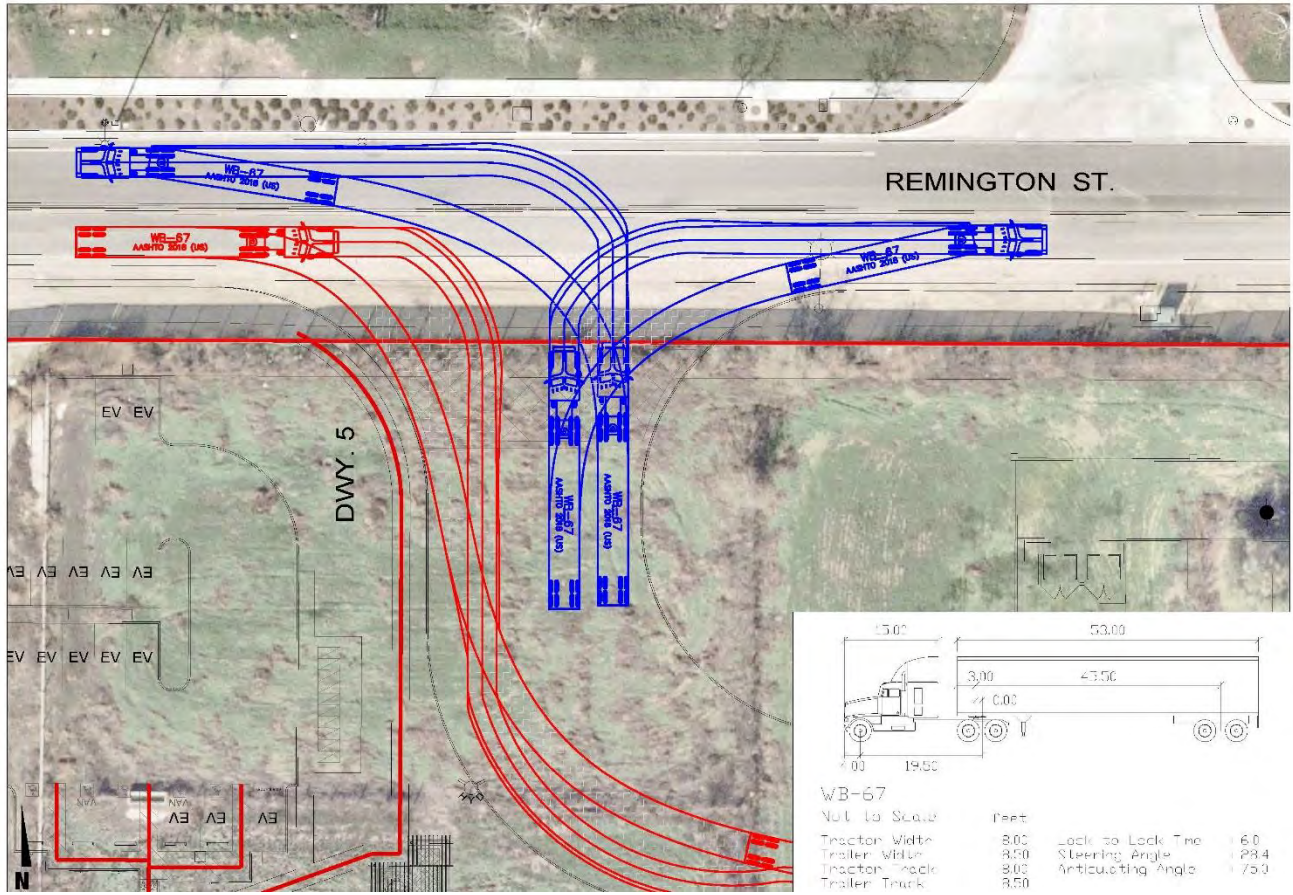 WB-67
AASHTO 2018 (US)
REMINGTON ST.
WB-67
AASHTO 2018 (US)
WB-67
AASHTO 2018 (US)
EV EV
DWY. 5
WB-67
AASHTO 2018 (US)
WB-67
AASHTO 2018 (US)
EV EV EV EV EV
EV EV EV EV EV
VAN
VAN
EV EV EV
N
15.00
53.00
3.00
43.50
0.00
4.00
19.50
WB-67
Not to Scale feet
Tractor Width 8.00 Lock to Lock Time : 6.0
Trailer Width 8.50 Steering Angle : 28.4
Tractor Track 8.00 Articulating Angle : 75.0
Trailer Track 8.50